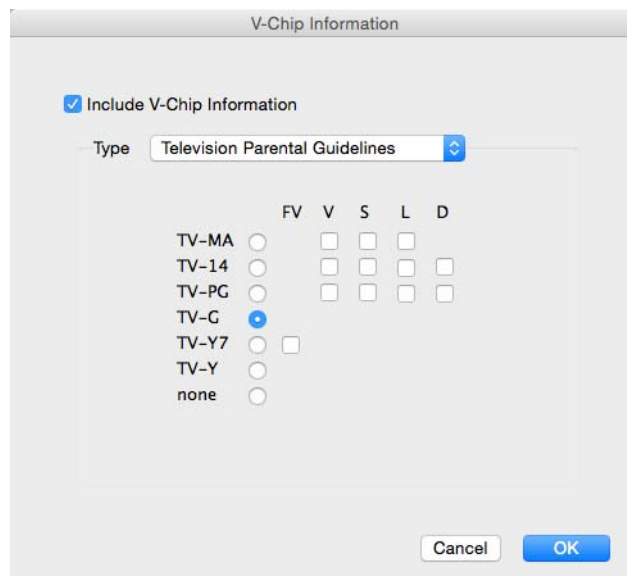 V-Chip Information
Include V-Chip Information
Type Television Parental Guidelines
FV V S L D
TV-MA
TV-14
TV-PG
TV-G
TV-Y7
TV-Y
none
Cancel OK